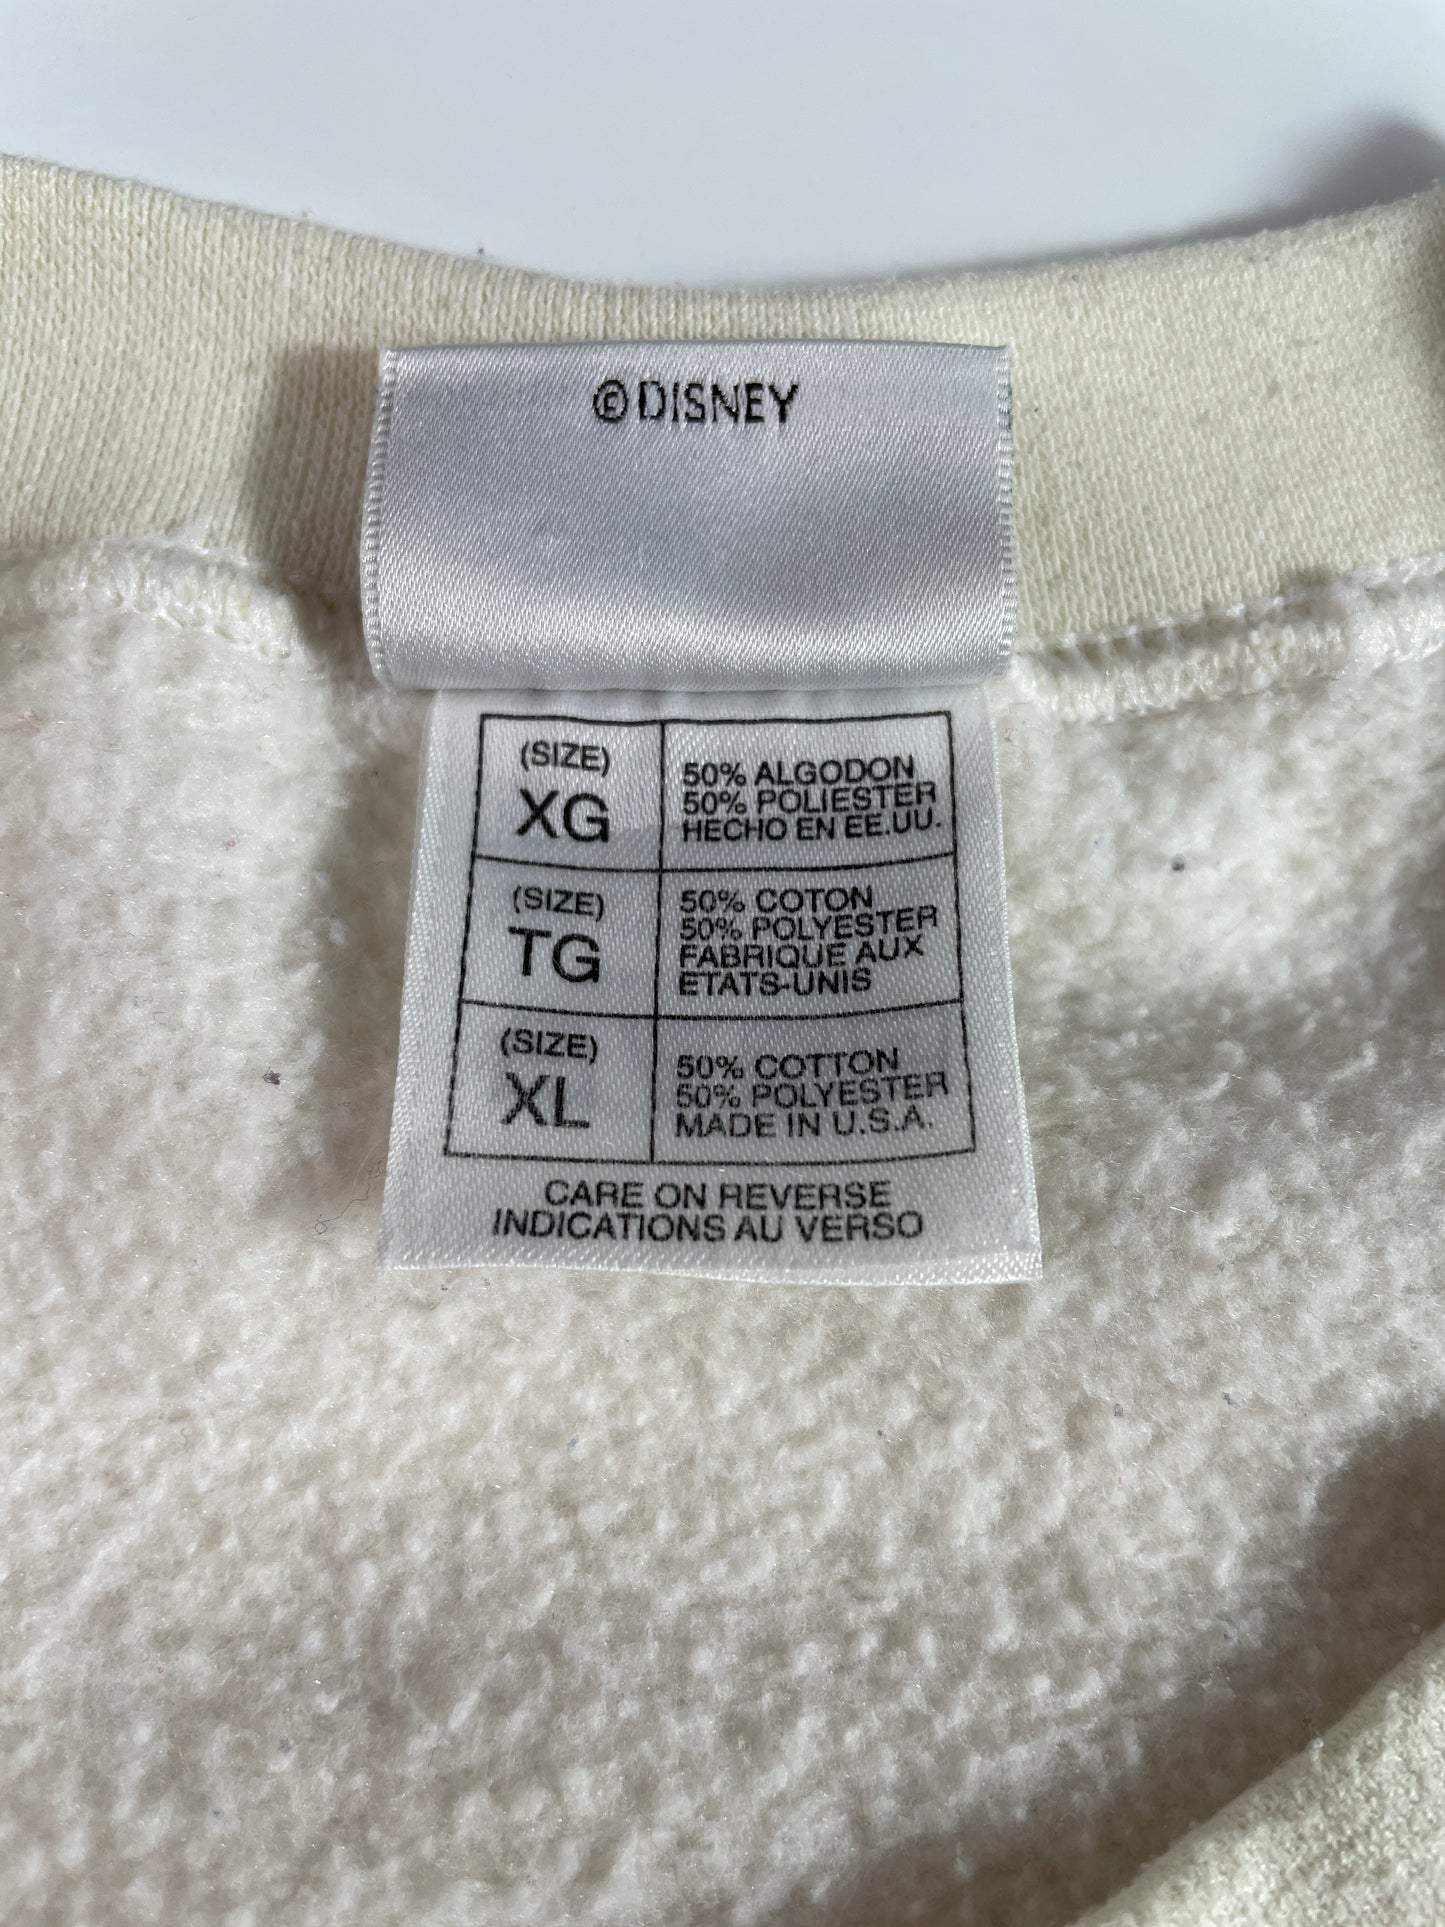 ©DISNEY
(SIZE)
XG
50% ALGODON
50% POLIESTER
HECHO EN EE.UU.
(SIZE)
TG
50% COTON
50% POLYESTER
FABRIQUE AUX
ETATS-UNIS
(SIZE)
XL
50% COTTON
50% POLYESTER
MADE IN U.S.A.
CARE ON REVERSE
INDICATIONS AU VERSO